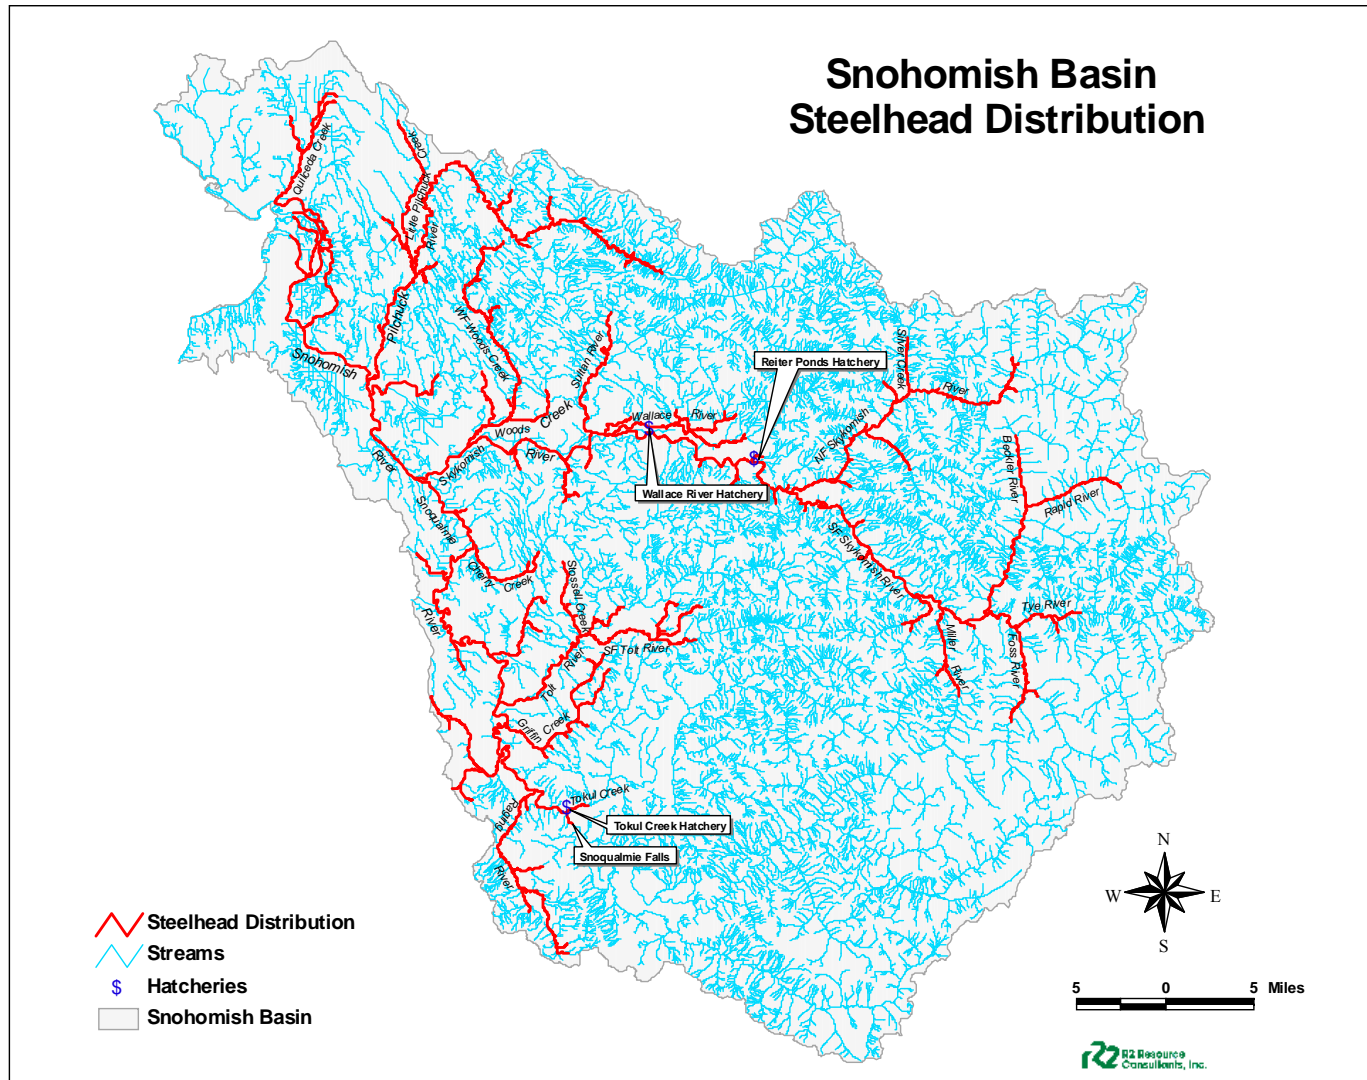 Snohomish Basin
Steelhead Distribution
Quilceda Creek
Creek
Little Pilchuck
River
Pilchuck
Snohomish
WF Woods Creek
Sultan River
Reiter Ponds Hatchery
Silver Creek
River
Wallace
River
Creek
Woods
NF Skykomish
$
$
River
River
Skykomish
Beckler River
Wallace River Hatchery
Rapid River
Snoqualmie
SF Skykomish River
Cherry
Creek
Stossell Creek
River
Tye River
Miller
River
Foss River
SF Tolt River
River
Tolt
Griffin
Creek
Tokul Creek
$
Raging
River
Tokul Creek Hatchery
Snoqualmie Falls
N
W
E
S
Steelhead Distribution
Streams
$ Hatcheries
Snohomish Basin
5 0 5 Miles
R2 Resource
Consultants, Inc.